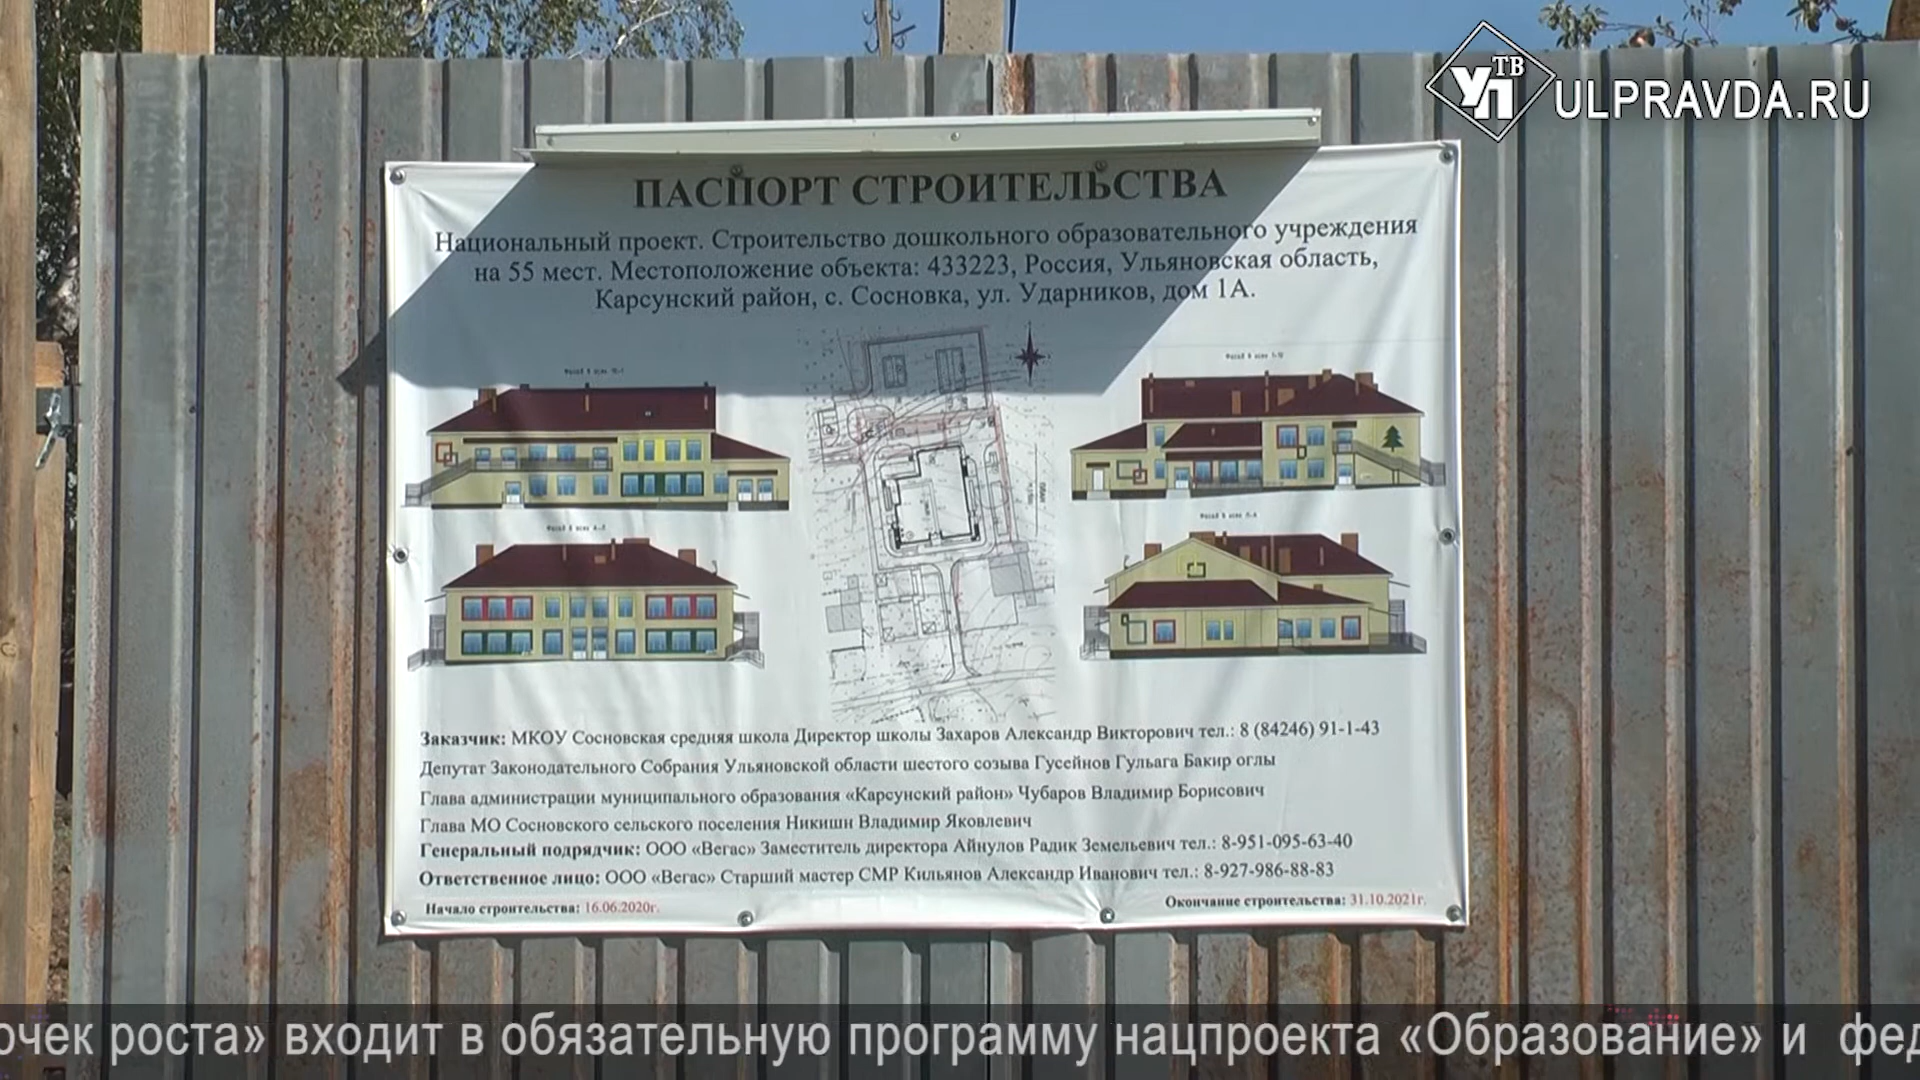 УП ТВ
ULPRAVDA.RU
ПАСПОРТ СТРОИТЕЛЬСТВА
Национальный проект. Строительство дошкольного образовательного учреждения
на 55 мест. Местоположение объекта: 433223, Россия, Ульяновская область,
Карсунский район, с. Сосновка, ул. Ударников, дом 1А.
Заказчик: МКОУ Сосновская средняя школа Директор школы Захаров Александр Викторович тел.: 8 (84246) 91-1-43
Депутат Законодательного Собрания Ульяновской области шестого созыва Гусейнов Гульага Бакир оглы
Глава администрации муниципального образования «Карсунский район» Чубаров Владимир Борисович
Глава МО Сосновского сельского поселения Никишн Владимир Яковлевич
Генеральный подрядчик: ООО «Вегас» Заместитель директора Айнулов Радик Земельевич тел.: 8-951-095-63-40
Ответственное лицо: ООО «Вегас» Старший мастер СМР Кильянов Александр Иванович тел.: 8-927-986-88-83
Начало строительства: 16.06.2020г.
Окончание строительства: 31.10.2021г.
очек роста» входит в обязательную программу нацпроекта «Образование» и фед